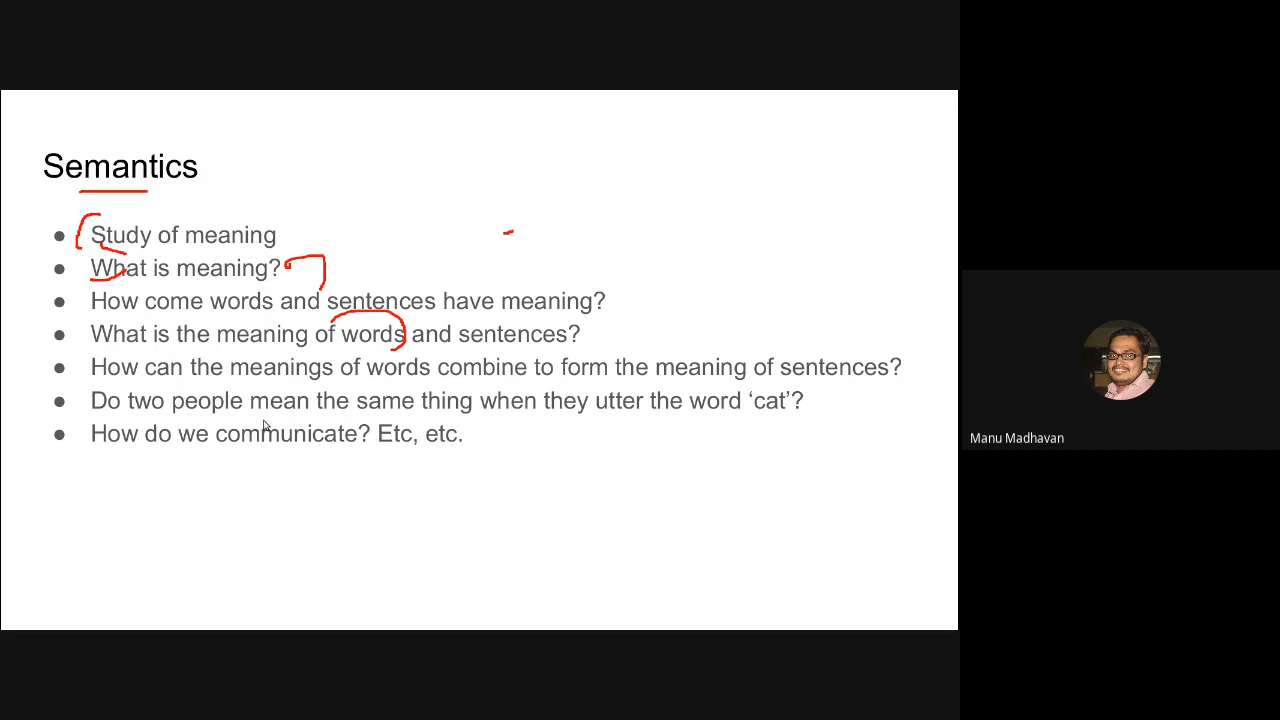 Semantics
● Study of meaning
● What is meaning?
● How come words and sentences have meaning?
● What is the meaning of words and sentences?
● How can the meanings of words combine to form the meaning of sentences?
● Do two people mean the same thing when they utter the word ‘cat’?
● How do we communicate? Etc, etc.
Manu Madhavan